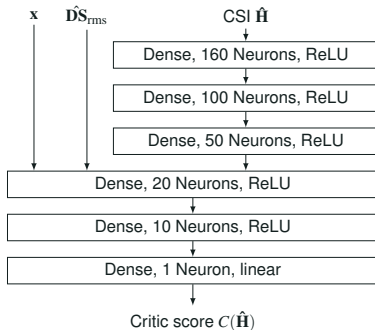 x D̂S_rms CSI Ĥ
Dense, 160 Neurons, ReLU
Dense, 100 Neurons, ReLU
Dense, 50 Neurons, ReLU
Dense, 20 Neurons, ReLU
Dense, 10 Neurons, ReLU
Dense, 1 Neuron, linear
Critic score C(Ĥ)